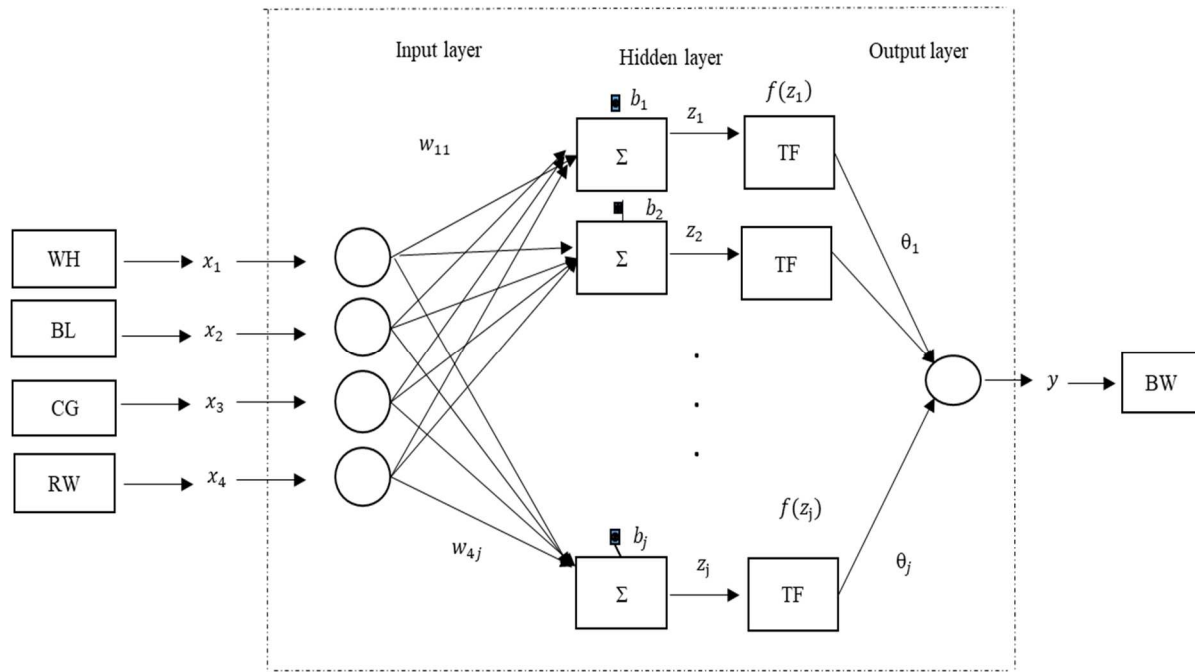 Input layer
Hidden layer
Output layer
b₁
z₁
f(z₁)
w₁₁
Σ
TF
b₂
z₂
Σ
TF
θ₁
WH
x₁
BL
x₂
CG
x₃
RW
x₄
y
BW
w₄ⱼ
bⱼ
zⱼ
f(zⱼ)
Σ
TF
θⱼ